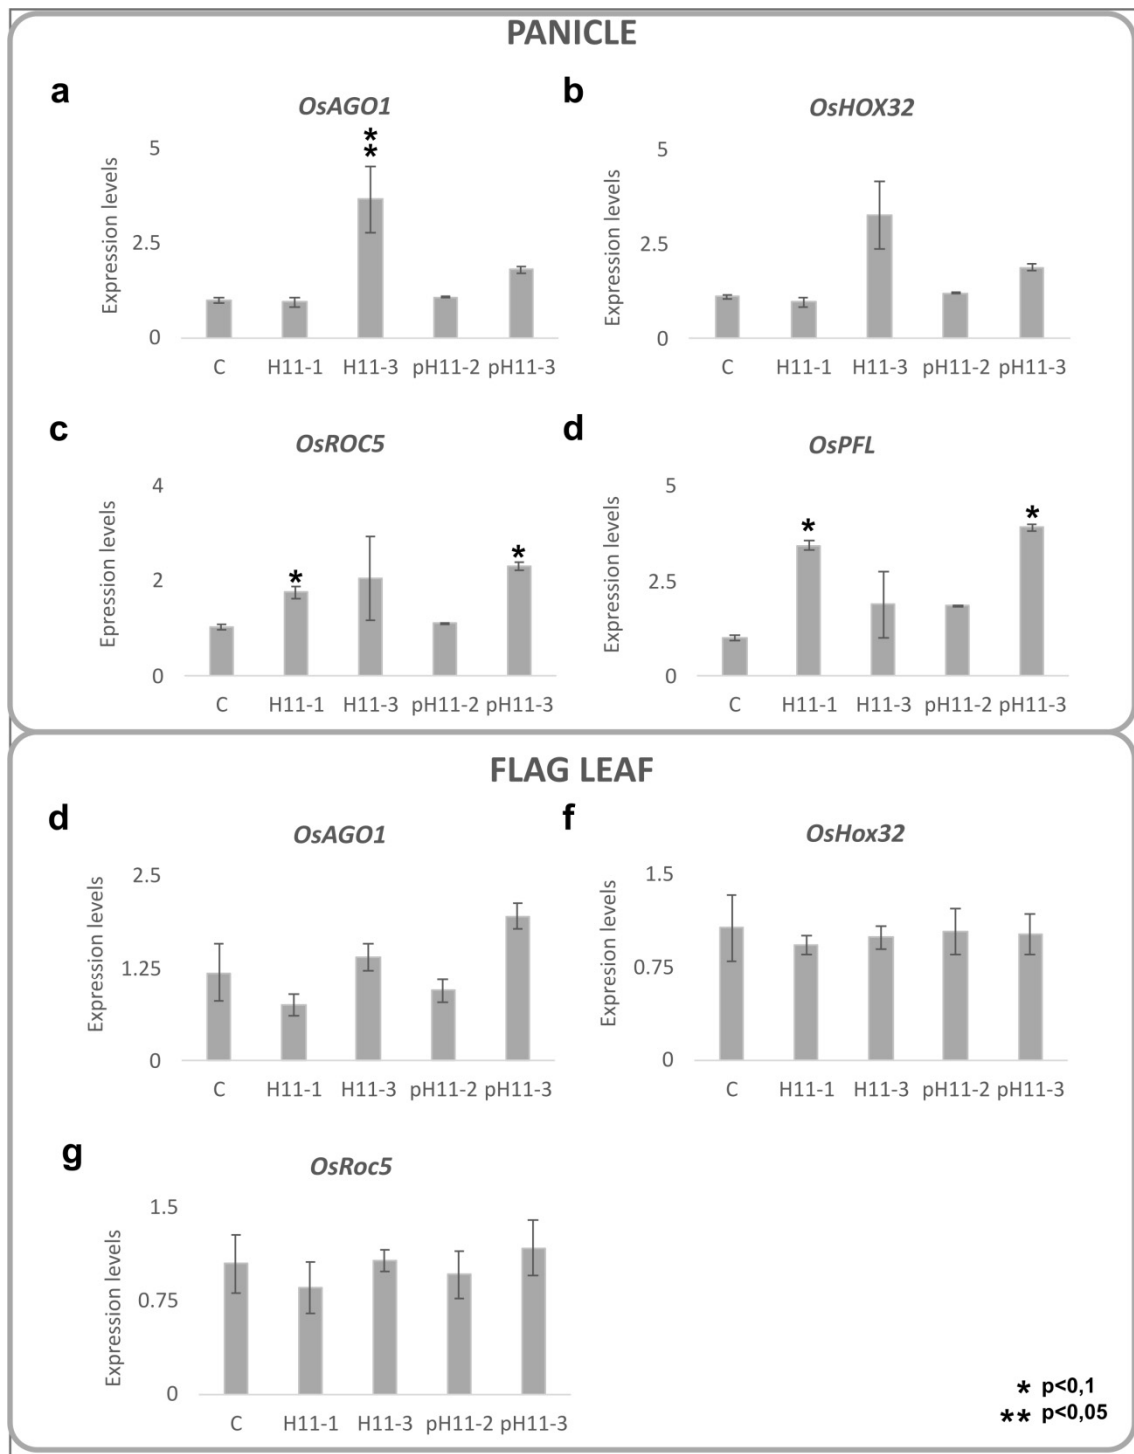 PANICLE
a
OsAGO1
**
Expression levels
5
2.5
0
C H11-1 H11-3 pH11-2 pH11-3
b
OsHOX32
Expression levels
5
2.5
0
C H11-1 H11-3 pH11-2 pH11-3
c
OsROC5
* *
Epression levels
4
2
0
C H11-1 H11-3 pH11-2 pH11-3
d
OsPFL
* *
Expression levels
5
2.5
0
C H11-1 H11-3 pH11-2 pH11-3
FLAG LEAF
d
OsAGO1
Expression levels
2.5
1.25
0
C H11-1 H11-3 pH11-2 pH11-3
f
OsHox32
Expresion levels
1.5
0.75
0
C H11-1 H11-3 pH11-2 pH11-3
g
OsRoc5
Expression levels
1.5
0.75
0
C H11-1 H11-3 pH11-2 pH11-3
* p<0,1
** p<0,05